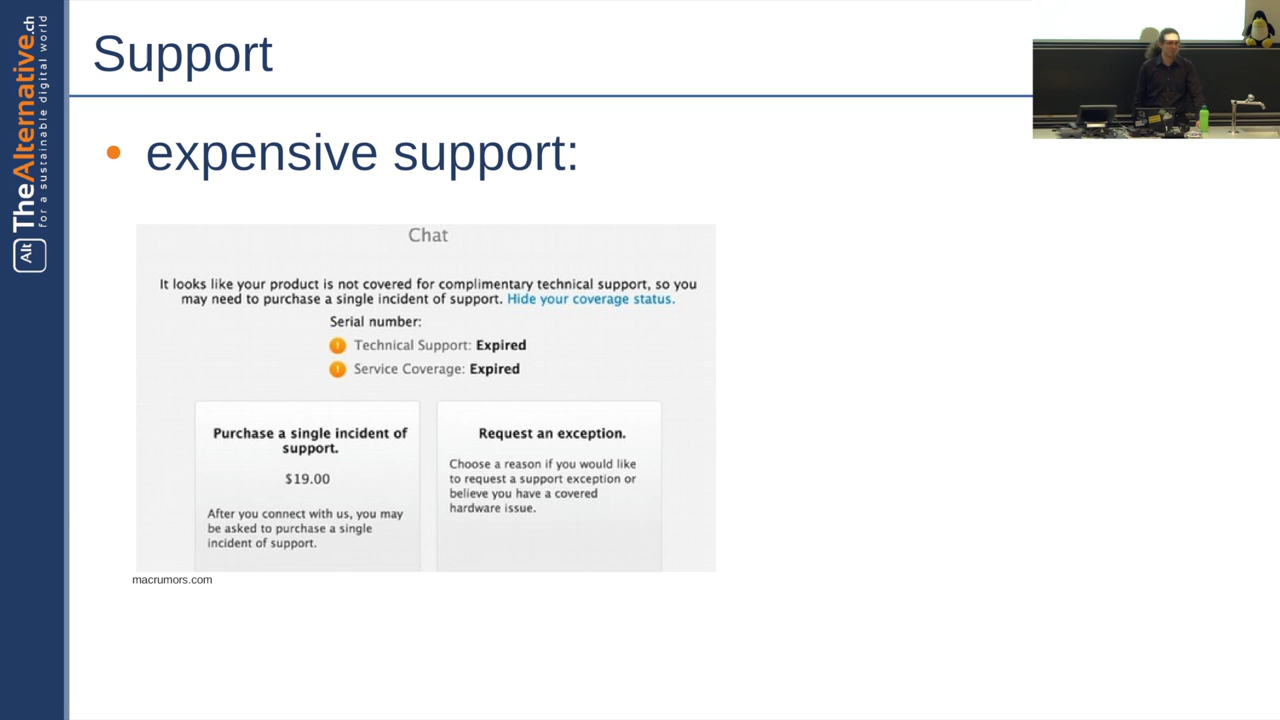 Alt TheAlternative.ch
for a sustainable digital world
Support
• expensive support:
Chat
It looks like your product is not covered for complimentary technical support, so you
may need to purchase a single incident of support. Hide your coverage status.
Serial number:
Technical Support: Expired
Service Coverage: Expired
Purchase a single incident of
support.
$19.00
After you connect with us, you may
be asked to purchase a single
incident of support.
Request an exception.
Choose a reason if you would like
to request a support exception or
believe you have a covered
hardware issue.
macrumors.com